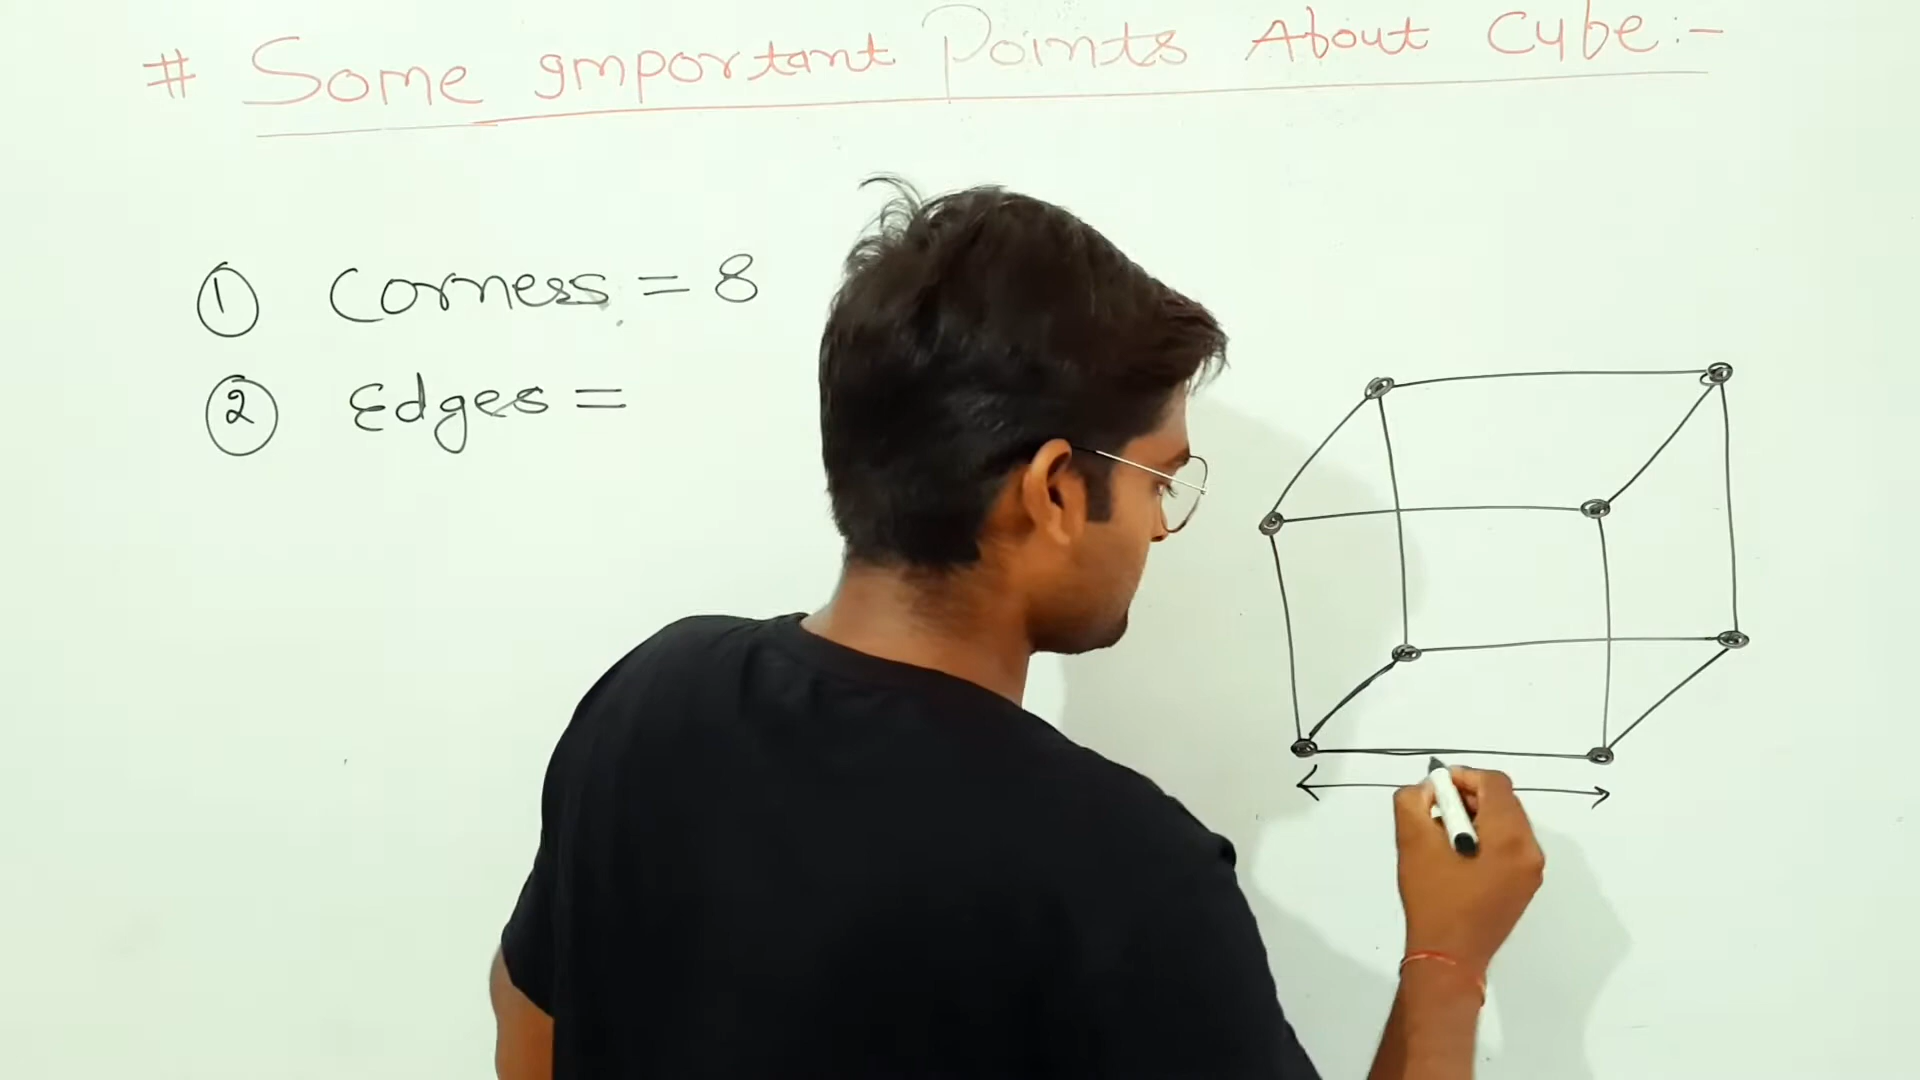 # Some Important Points About Cube:-
① Corners = 8
② Edges =